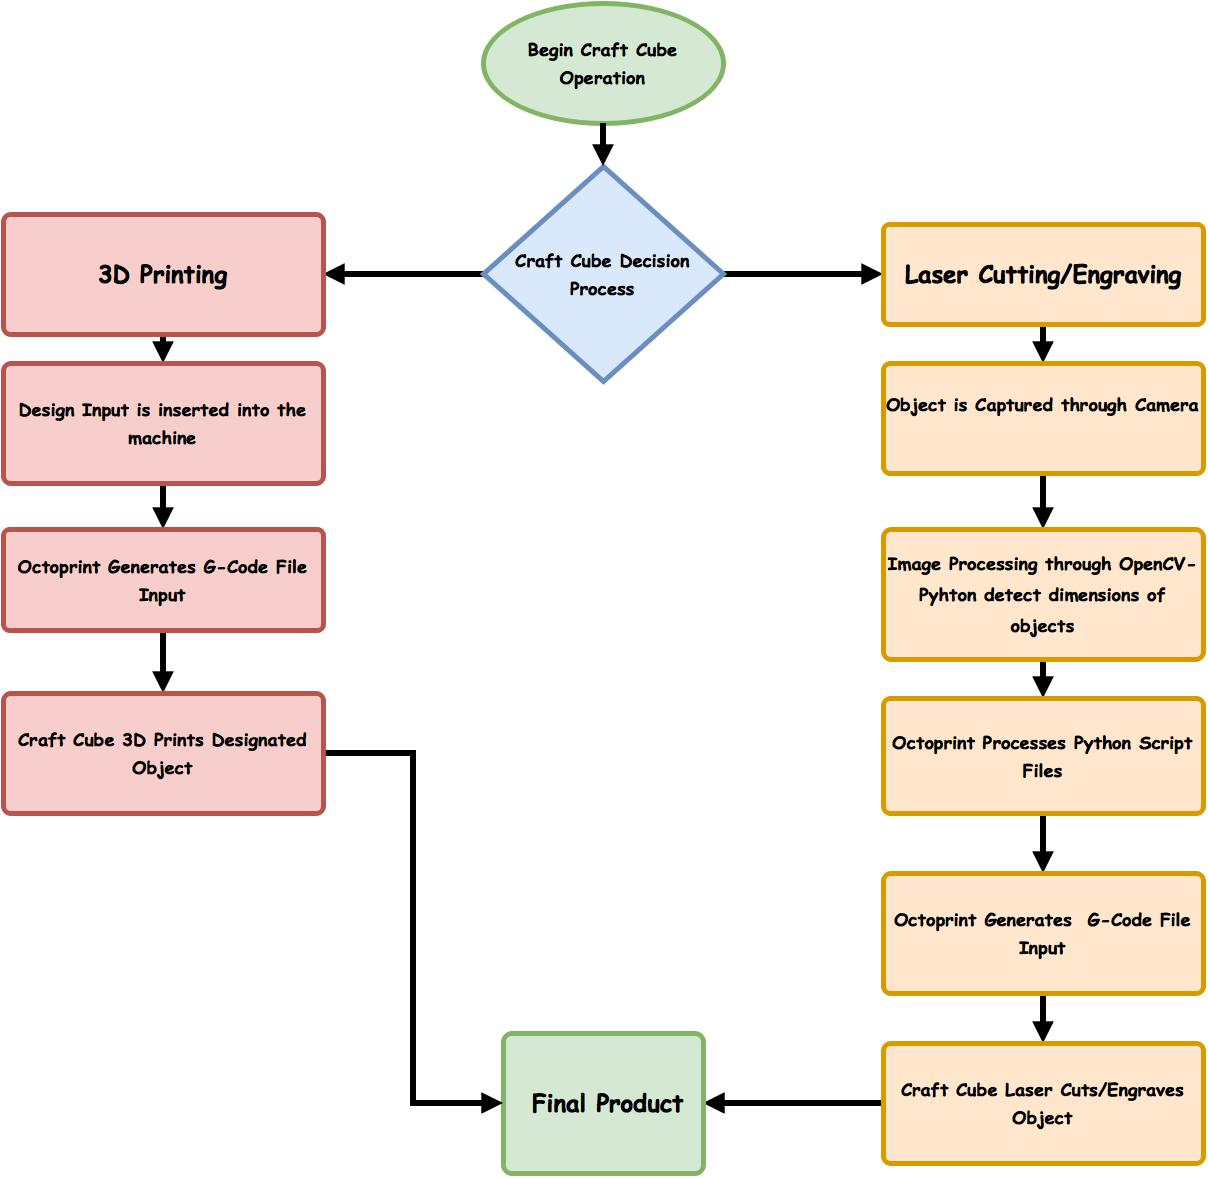 Begin Craft Cube
Operation
Craft Cube Decision
Process
3D Printing
Design Input is inserted into the
machine
Octoprint Generates G-Code File
Input
Craft Cube 3D Prints Designated
Object
Laser Cutting/Engraving
Object is Captured through Camera
Image Processing through OpenCV-
Pyhton detect dimensions of
objects
Octoprint Processes Python Script
Files
Octoprint Generates  G-Code File
Input
Craft Cube Laser Cuts/Engraves
Object
Final Product